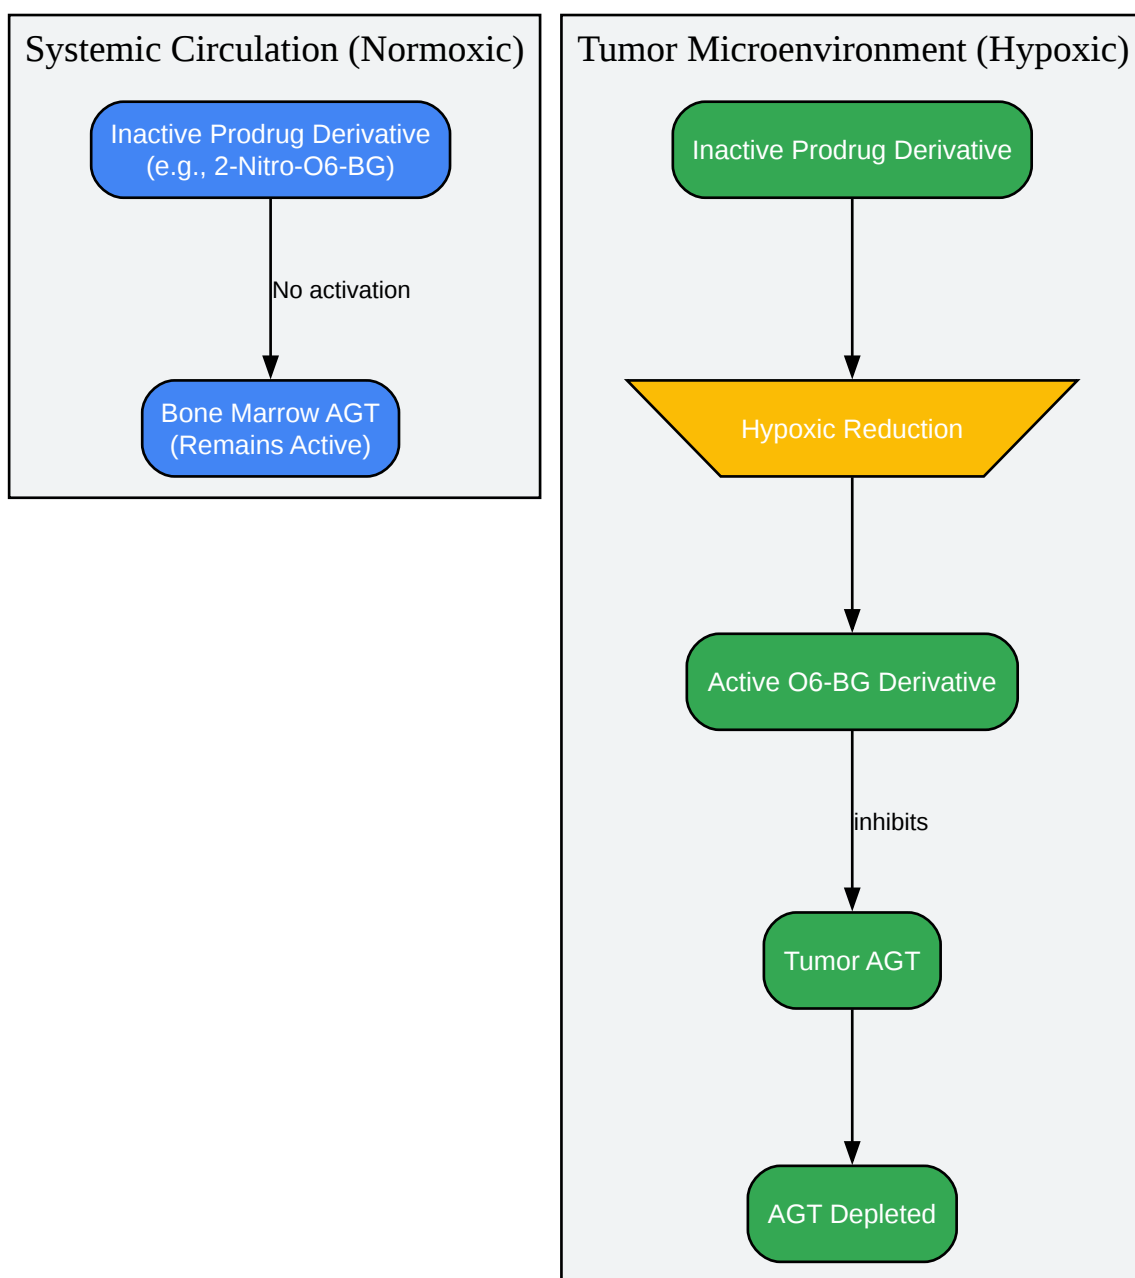 Systemic Circulation (Normoxic)
Inactive Prodrug Derivative
(e.g., 2-Nitro-O6-BG)
No activation
Bone Marrow AGT
(Remains Active)
Tumor Microenvironment (Hypoxic)
Inactive Prodrug Derivative
Hypoxic Reduction
Active O6-BG Derivative
inhibits
Tumor AGT
AGT Depleted